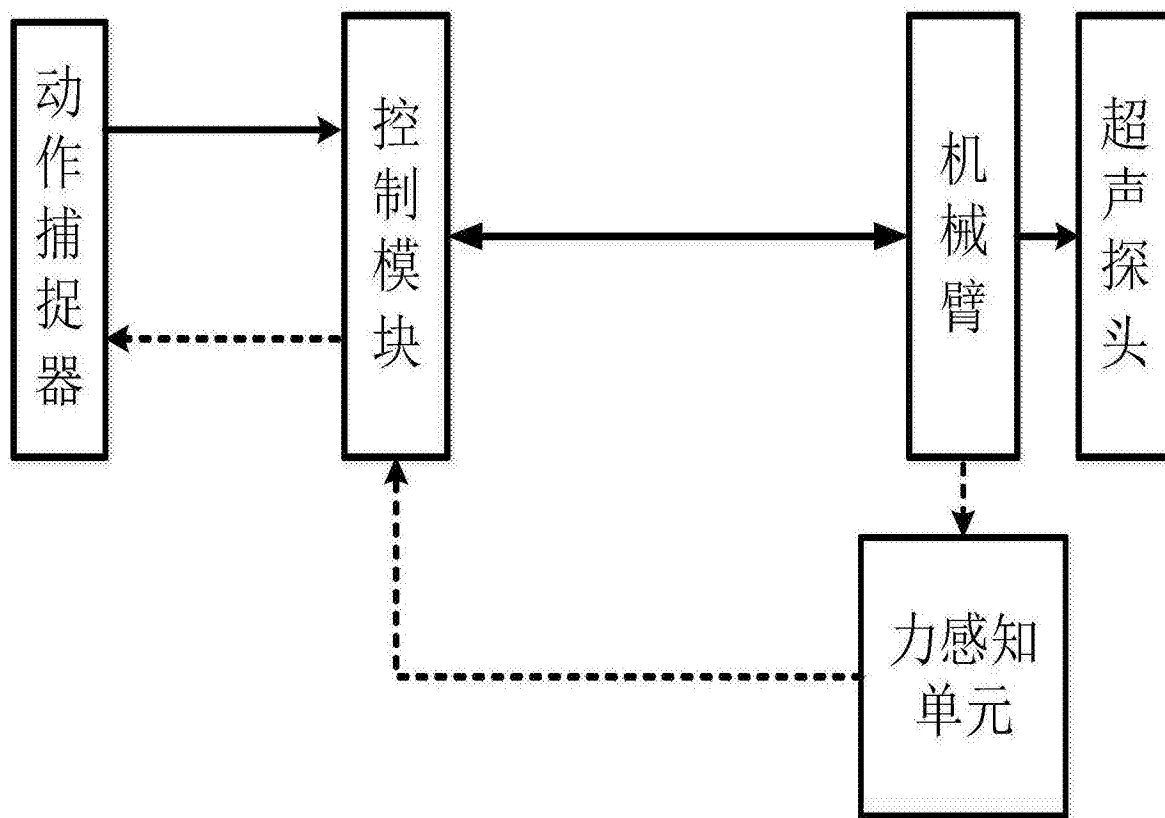 动作捕捉器
控制模块
机械臂
超声探头
力感知
单元